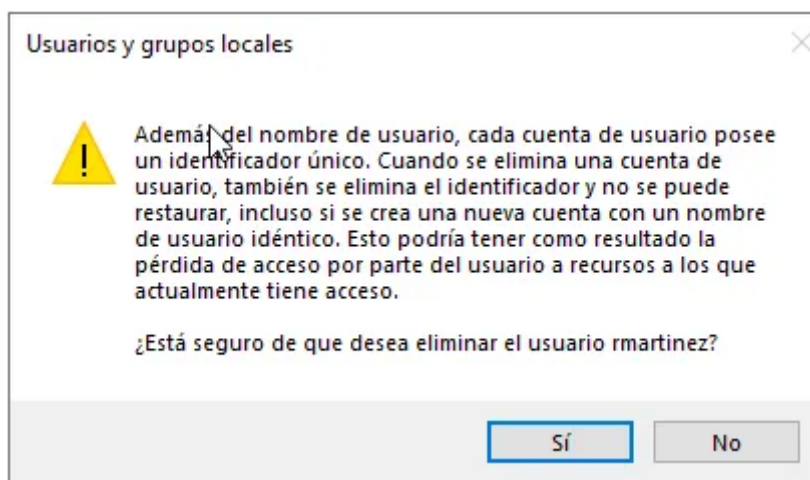 Usuarios y grupos locales
Además del nombre de usuario, cada cuenta de usuario posee
un identificador único. Cuando se elimina una cuenta de
usuario, también se elimina el identificador y no se puede
restaurar, incluso si se crea una nueva cuenta con un nombre
de usuario idéntico. Esto podría tener como resultado la
pérdida de acceso por parte del usuario a recursos a los que
actualmente tiene acceso.
¿Está seguro de que desea eliminar el usuario rmartinez?
Sí
No